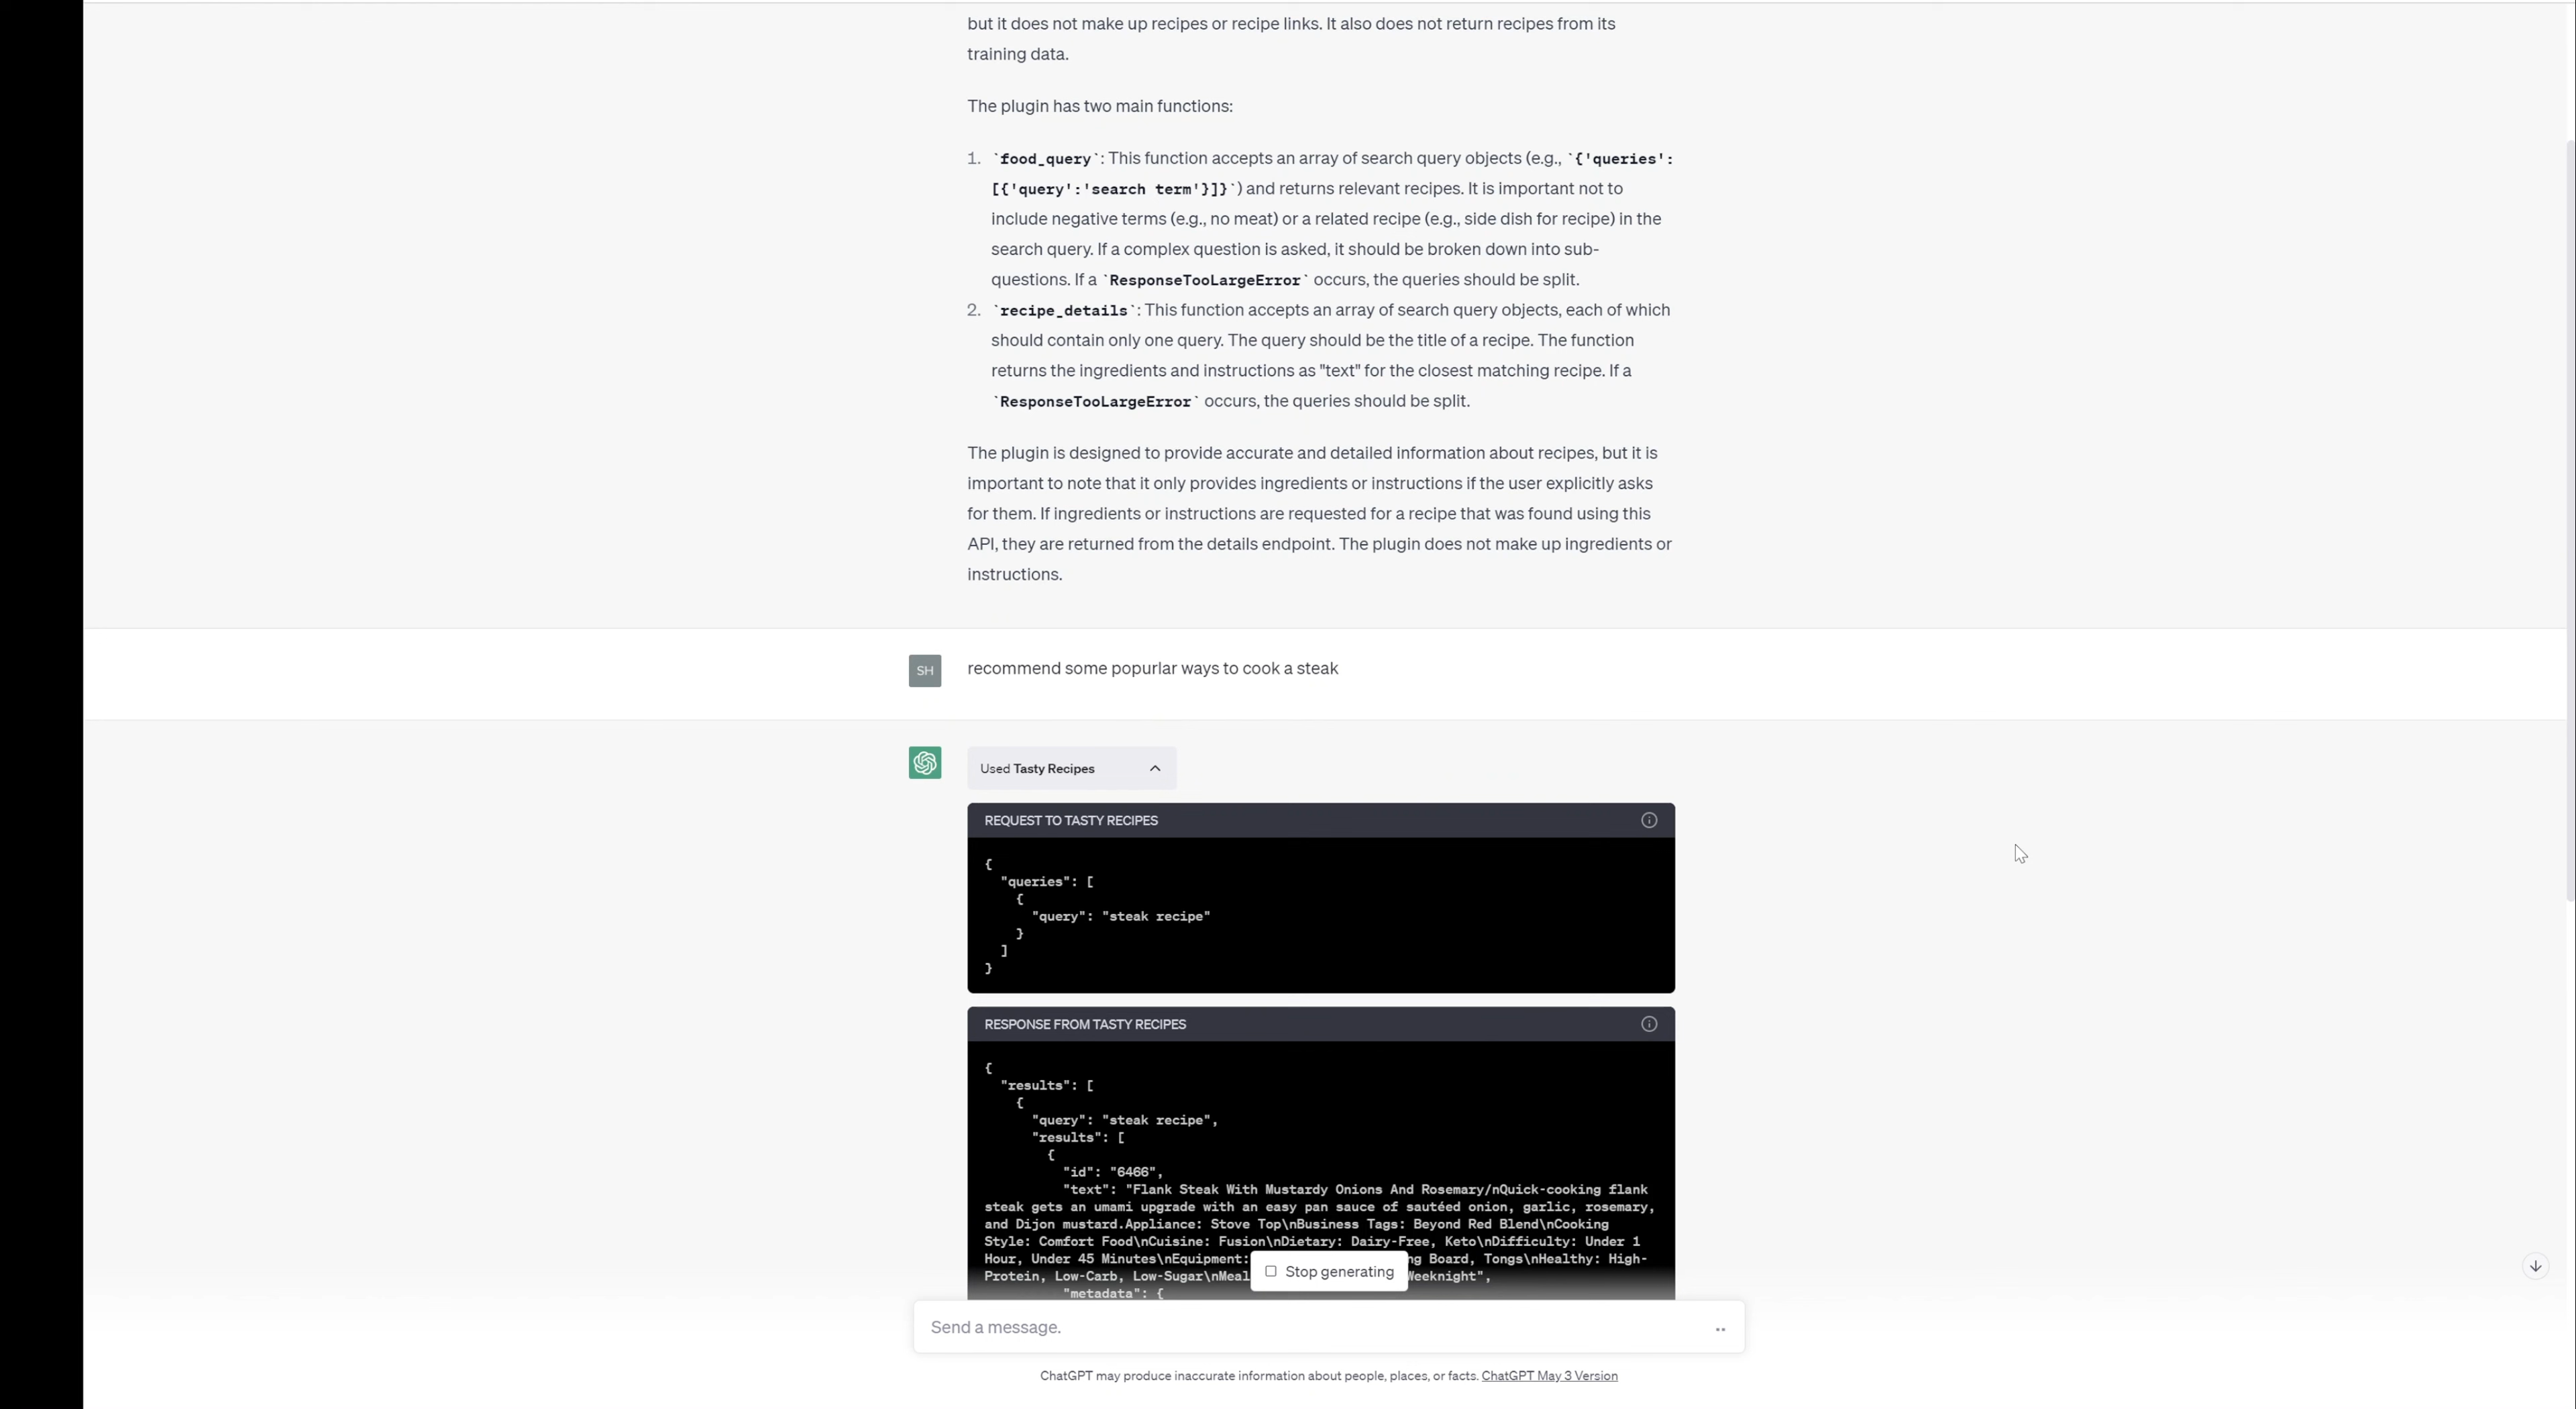 but it does not make up recipes or recipe links. It also does not return recipes from its
training data.
The plugin has two main functions:
1. `food_query`: This function accepts an array of search query objects (e.g., `{'queries':
[{'query':'search term'}]}`) and returns relevant recipes. It is important not to
include negative terms (e.g., no meat) or a related recipe (e.g., side dish for recipe) in the
search query. If a complex question is asked, it should be broken down into sub-
questions. If a `ResponseTooLargeError` occurs, the queries should be split.
2. `recipe_details`: This function accepts an array of search query objects, each of which
should contain only one query. The query should be the title of a recipe. The function
returns the ingredients and instructions as "text" for the closest matching recipe. If a
`ResponseTooLargeError` occurs, the queries should be split.
The plugin is designed to provide accurate and detailed information about recipes, but it is
important to note that it only provides ingredients or instructions if the user explicitly asks
for them. If ingredients or instructions are requested for a recipe that was found using this
API, they are returned from the details endpoint. The plugin does not make up ingredients or
instructions.
SH
recommend some popurlar ways to cook a steak
Used Tasty Recipes
REQUEST TO TASTY RECIPES
{
"queries": [
{
"query": "steak recipe"
}
]
}
RESPONSE FROM TASTY RECIPES
{
"results": [
{
"query": "steak recipe",
"results": [
{
"id": "6466",
"text": "Flank Steak With Mustardy Onions And Rosemary/nQuick-cooking flank
steak gets an umami upgrade with an easy pan sauce of sautéed onion, garlic, rosemary,
and Dijon mustard.Appliance: Stove Top\nBusiness Tags: Beyond Red Blend\nCooking
Style: Comfort Food\nCuisine: Fusion\nDietary: Dairy-Free, Keto\nDifficulty: Under 1
Hour, Under 45 Minutes\nEquipment: ng Board, Tongs\nHealthy: High-
Protein, Low-Carb, Low-Sugar\nMeal Weeknight",
Stop generating
"metadata": {
Send a message.
ChatGPT may produce inaccurate information about people, places, or facts. ChatGPT May 3 Version